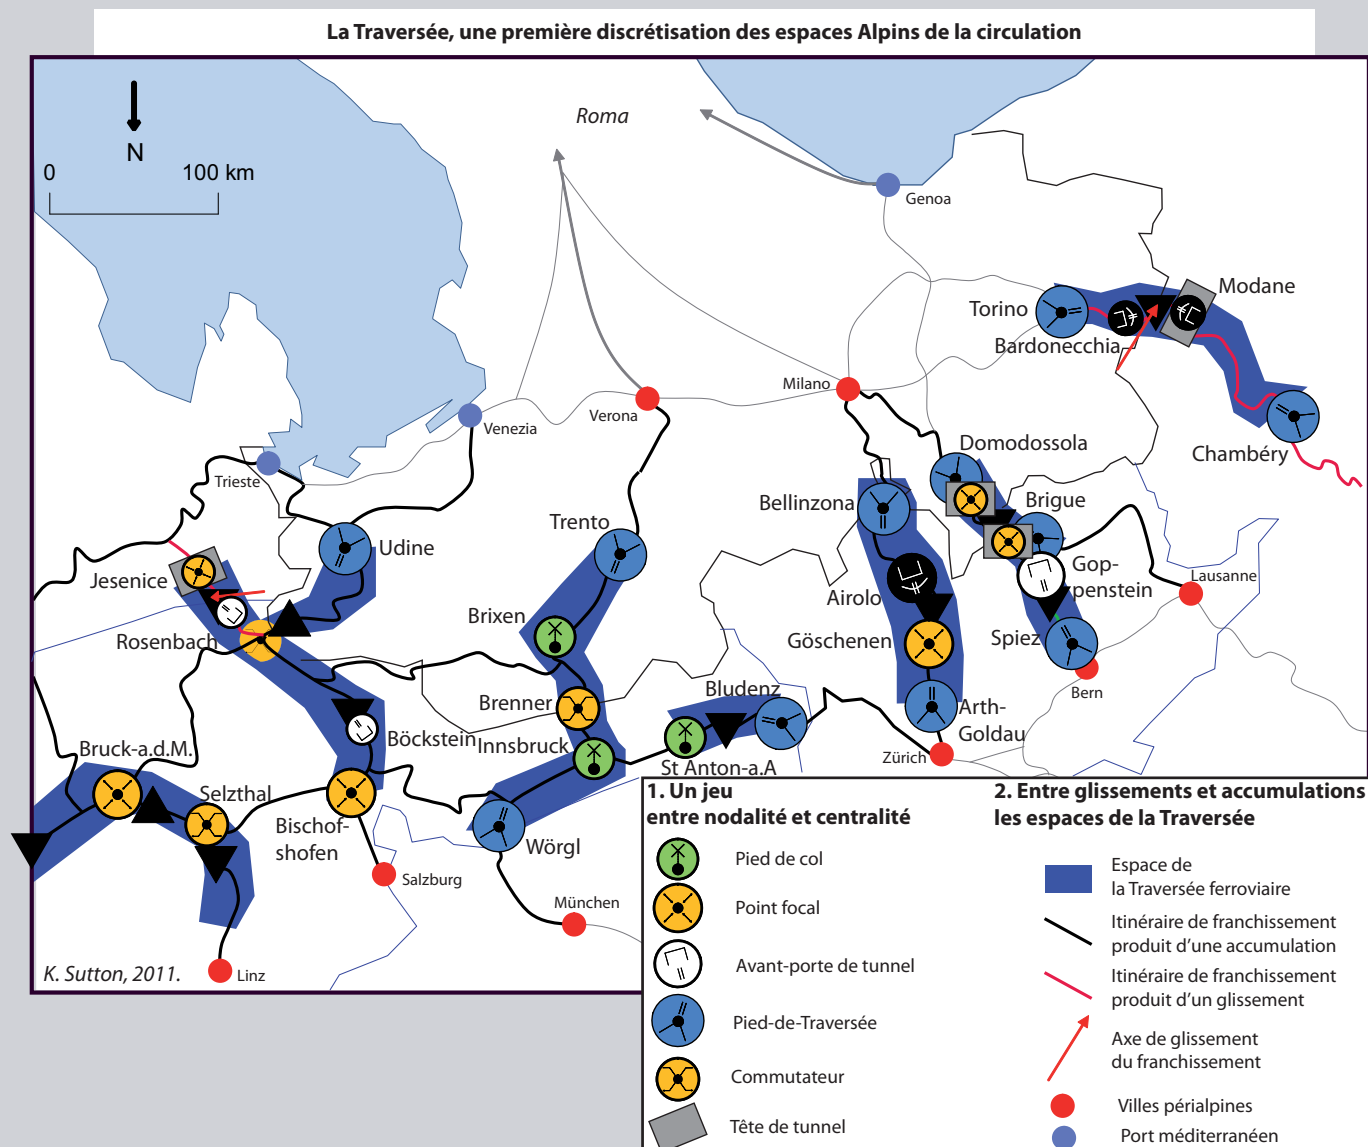 La Traversée, une première discrétisation des espaces Alpins de la circulation
N
0 100 km
Roma
Genoa
Torino
Modane
Bardonecchia
Chambéry
Milano
Verona
Venezia
Trieste
Domodossola
Bellinzona
Brigue
Trento
Udine
Jesenice
Gop-
penstein
Lausanne
Airolo
Brixen
Rosenbach
Göschenen
Spiez
Bern
Brenner
Bludenz
Arth-
Goldau
Böckstein
Innsbruck
Bruck-a.d.M.
St Anton-a.A
Zürich
Selzthal
Bischof-
shofen
Wörgl
Salzburg
München
Linz
K. Sutton, 2011.
1. Un jeu
entre nodalité et centralité
Pied de col
Point focal
Avant-porte de tunnel
Pied-de-Traversée
Commutateur
Tête de tunnel
2. Entre glissements et accumulations
les espaces de la Traversée
Espace de
la Traversée ferroviaire
Itinéraire de franchissement
produit d'une accumulation
Itinéraire de franchissement
produit d'un glissement
Axe de glissement
du franchissement
Villes périalpines
Port méditerranéen